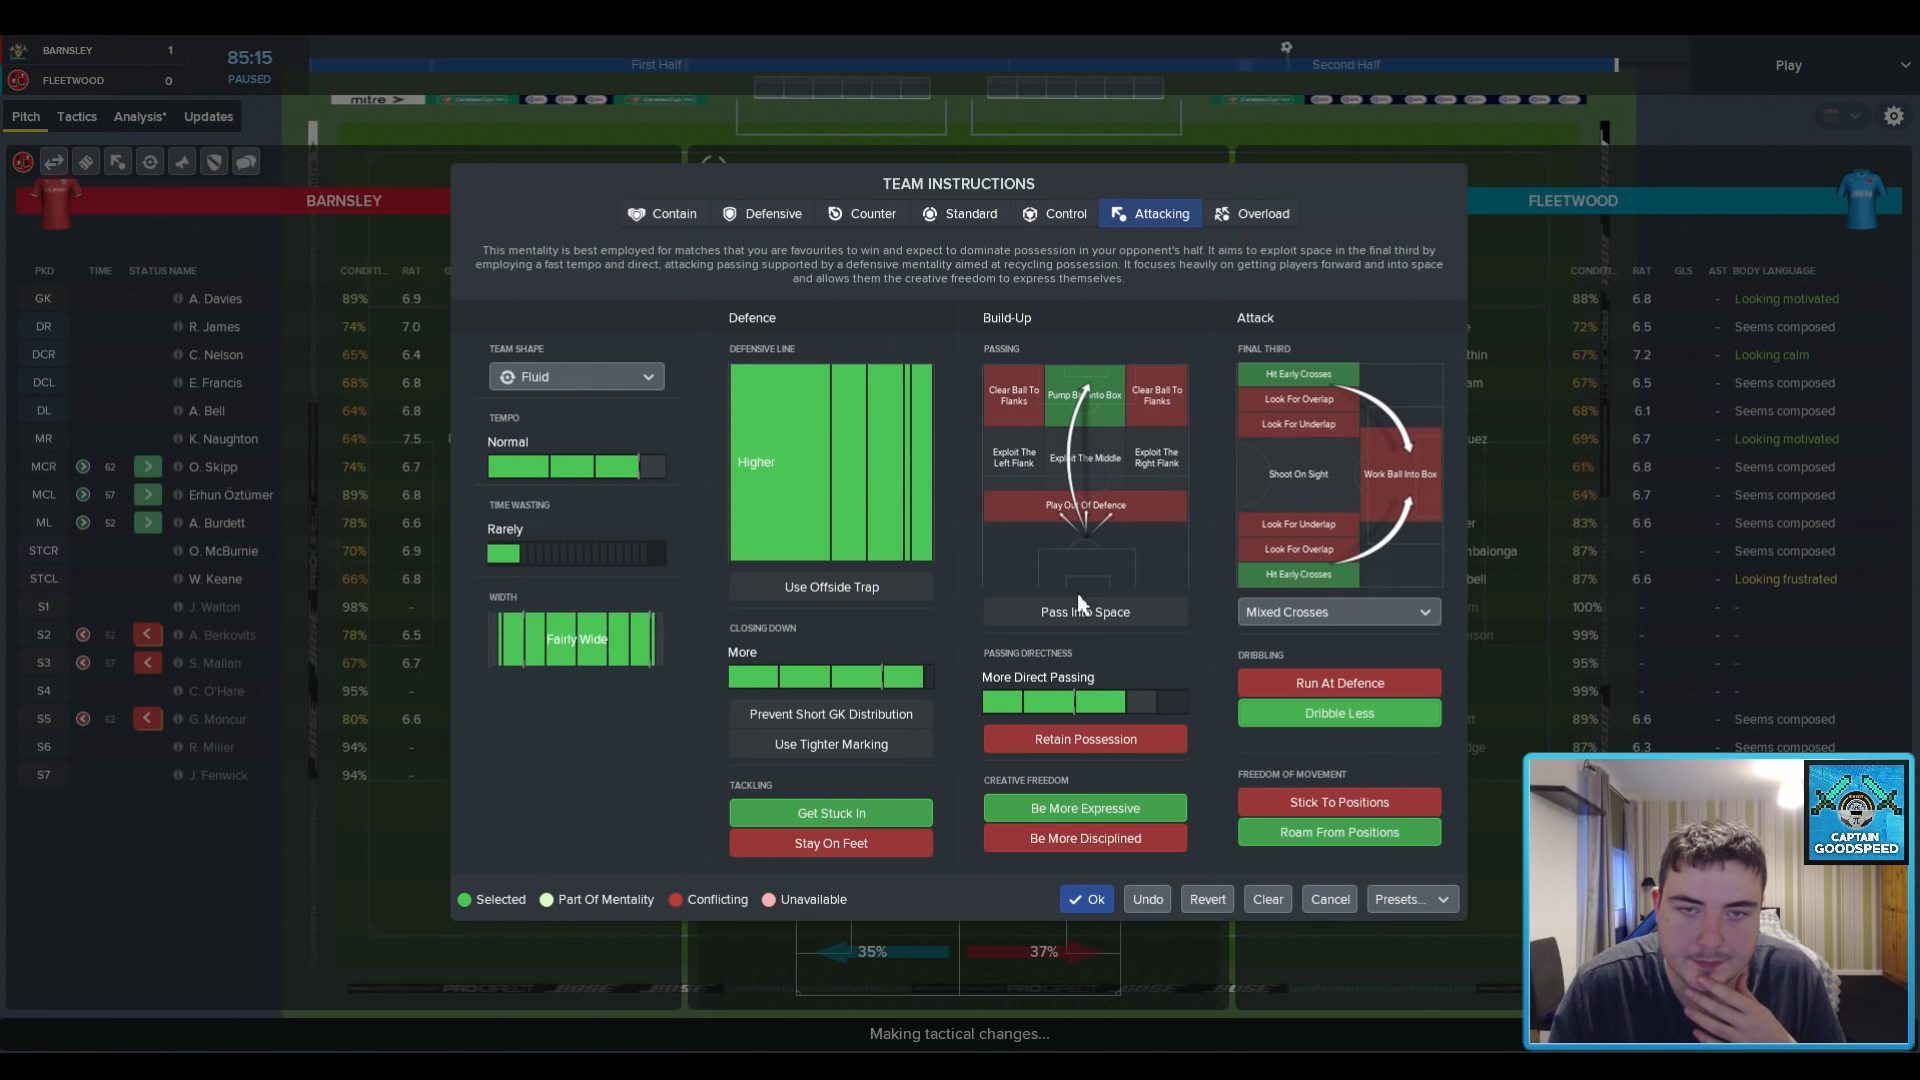 BARNSLEY 1
FLEETWOOD 0
85:15
PAUSED
First Half
Second Half
Play
mitre
Pitch Tactics Analysis* Updates
BARNSLEY
FLEETWOOD
PKD TIME STATUS NAME CONDITI... RAT
GK A. Davies 89% 6.9
DR R. James 74% 7.0
DCR C. Nelson 65% 6.4
DCL E. Francis 68% 6.8
DL A. Bell 64% 6.8
MR K. Naughton 64% 7.5
MCR 62 O. Skipp 74% 6.7
MCL 57 Erhun Öztümer 89% 6.8
ML 52 A. Burdett 78% 6.6
STCR O. McBurnie 70% 6.9
STCL W. Keane 66% 6.8
S1 J. Walton 98% -
S2 52 A. Berkovits 78% 6.5
S3 57 S. Mallan 67% 6.7
S4 C. O'Hare 95% -
S5 62 G. Moncur 80% 6.6
S6 R. Miller 94% -
S7 J. Fenwick 94% -
TEAM INSTRUCTIONS
Contain Defensive Counter Standard Control Attacking Overload
This mentality is best employed for matches that you are favourites to win and expect to dominate possession in your opponent's half. It aims to exploit space in the final third by
employing a fast tempo and direct, attacking passing supported by a defensive mentality aimed at recycling possession. It focuses heavily on getting players forward and into space
and allows them the creative freedom to express themselves.
TEAM SHAPE
Fluid
TEMPO
Normal
TIME WASTING
Rarely
WIDTH
Fairly Wide
Defence
DEFENSIVE LINE
Higher
Use Offside Trap
CLOSING DOWN
More
Prevent Short GK Distribution
Use Tighter Marking
TACKLING
Get Stuck In
Stay On Feet
Build-Up
PASSING
Clear Ball To Flanks
Pump Ball Into Box
Clear Ball To Flanks
Exploit The Left Flank
Exploit The Middle
Exploit The Right Flank
Play Out Of Defence
Pass Into Space
PASSING DIRECTNESS
More Direct Passing
Retain Possession
CREATIVE FREEDOM
Be More Expressive
Be More Disciplined
Attack
FINAL THIRD
Hit Early Crosses
Look For Overlap
Look For Underlap
Shoot On Sight
Work Ball Into Box
Look For Underlap
Look For Overlap
Hit Early Crosses
Mixed Crosses
DRIBBLING
Run At Defence
Dribble Less
FREEDOM OF MOVEMENT
Stick To Positions
Roam From Positions
Selected Part Of Mentality Conflicting Unavailable
Ok Undo Revert Clear Cancel Presets...
CONDITI... RAT GLS AST BODY LANGUAGE
88% 6.8 - Looking motivated
72% 6.5 - Seems composed
67% 7.2 - Looking calm
67% 6.5 - Seems composed
68% 6.1 - Seems composed
69% 6.7 - Looking motivated
61% 6.8 - Seems composed
64% 6.7 - Seems composed
83% 6.6 - Seems composed
87% - - Seems composed
87% 6.6 - Looking frustrated
100% - - -
99% - - -
95% - - -
99% - - -
89% 6.6 - Seems composed
87% 6.3 - Seems composed
35%
37%
Making tactical changes...
CAPTAIN
GOODSPEED